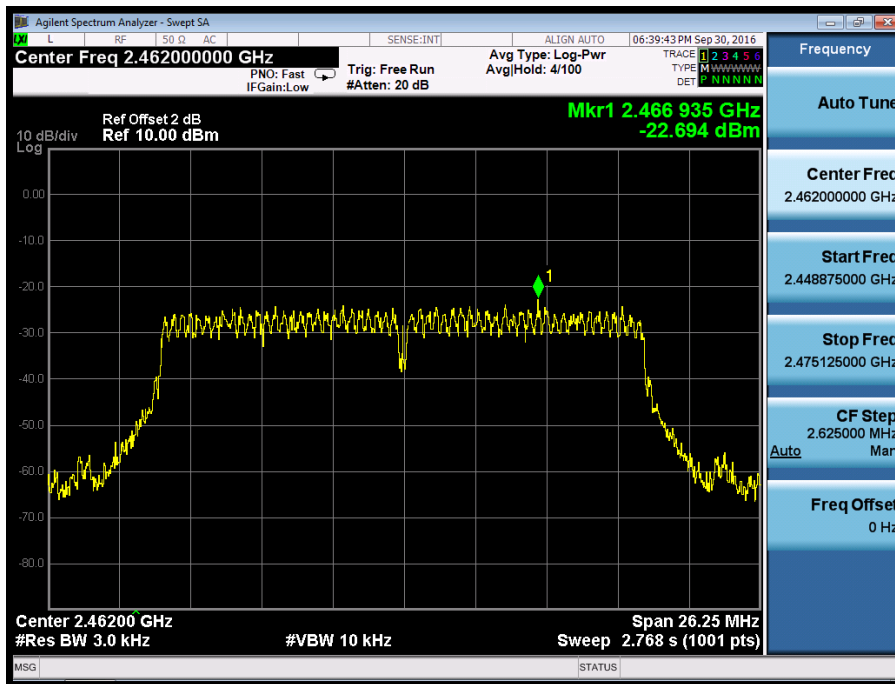 Agilent Spectrum Analyzer - Swept SA
LXI L RF 50 Ω AC SENSE:INT ALIGN AUTO 06:39:43 PM Sep 30, 2016
Center Freq 2.462000000 GHz
PNO: Fast
IFGain:Low
Trig: Free Run
#Atten: 20 dB
Avg Type: Log-Pwr
Avg|Hold: 4/100
TRACE 1 2 3 4 5 6
TYPE M WWWWW
DET P N N N N N
Mkr1 2.466 935 GHz
-22.694 dBm
Ref Offset 2 dB
10 dB/div Ref 10.00 dBm
Log
0.00
-10.0
1
-20.0
-30.0
-40.0
-50.0
-60.0
-70.0
-80.0
Center 2.46200 GHz Span 26.25 MHz
#Res BW 3.0 kHz #VBW 10 kHz Sweep 2.768 s (1001 pts)
MSG STATUS
Frequency
Auto Tune
Center Freq
2.462000000 GHz
Start Freq
2.448875000 GHz
Stop Freq
2.475125000 GHz
CF Step
2.625000 MHz
Auto Man
Freq Offset
0 Hz